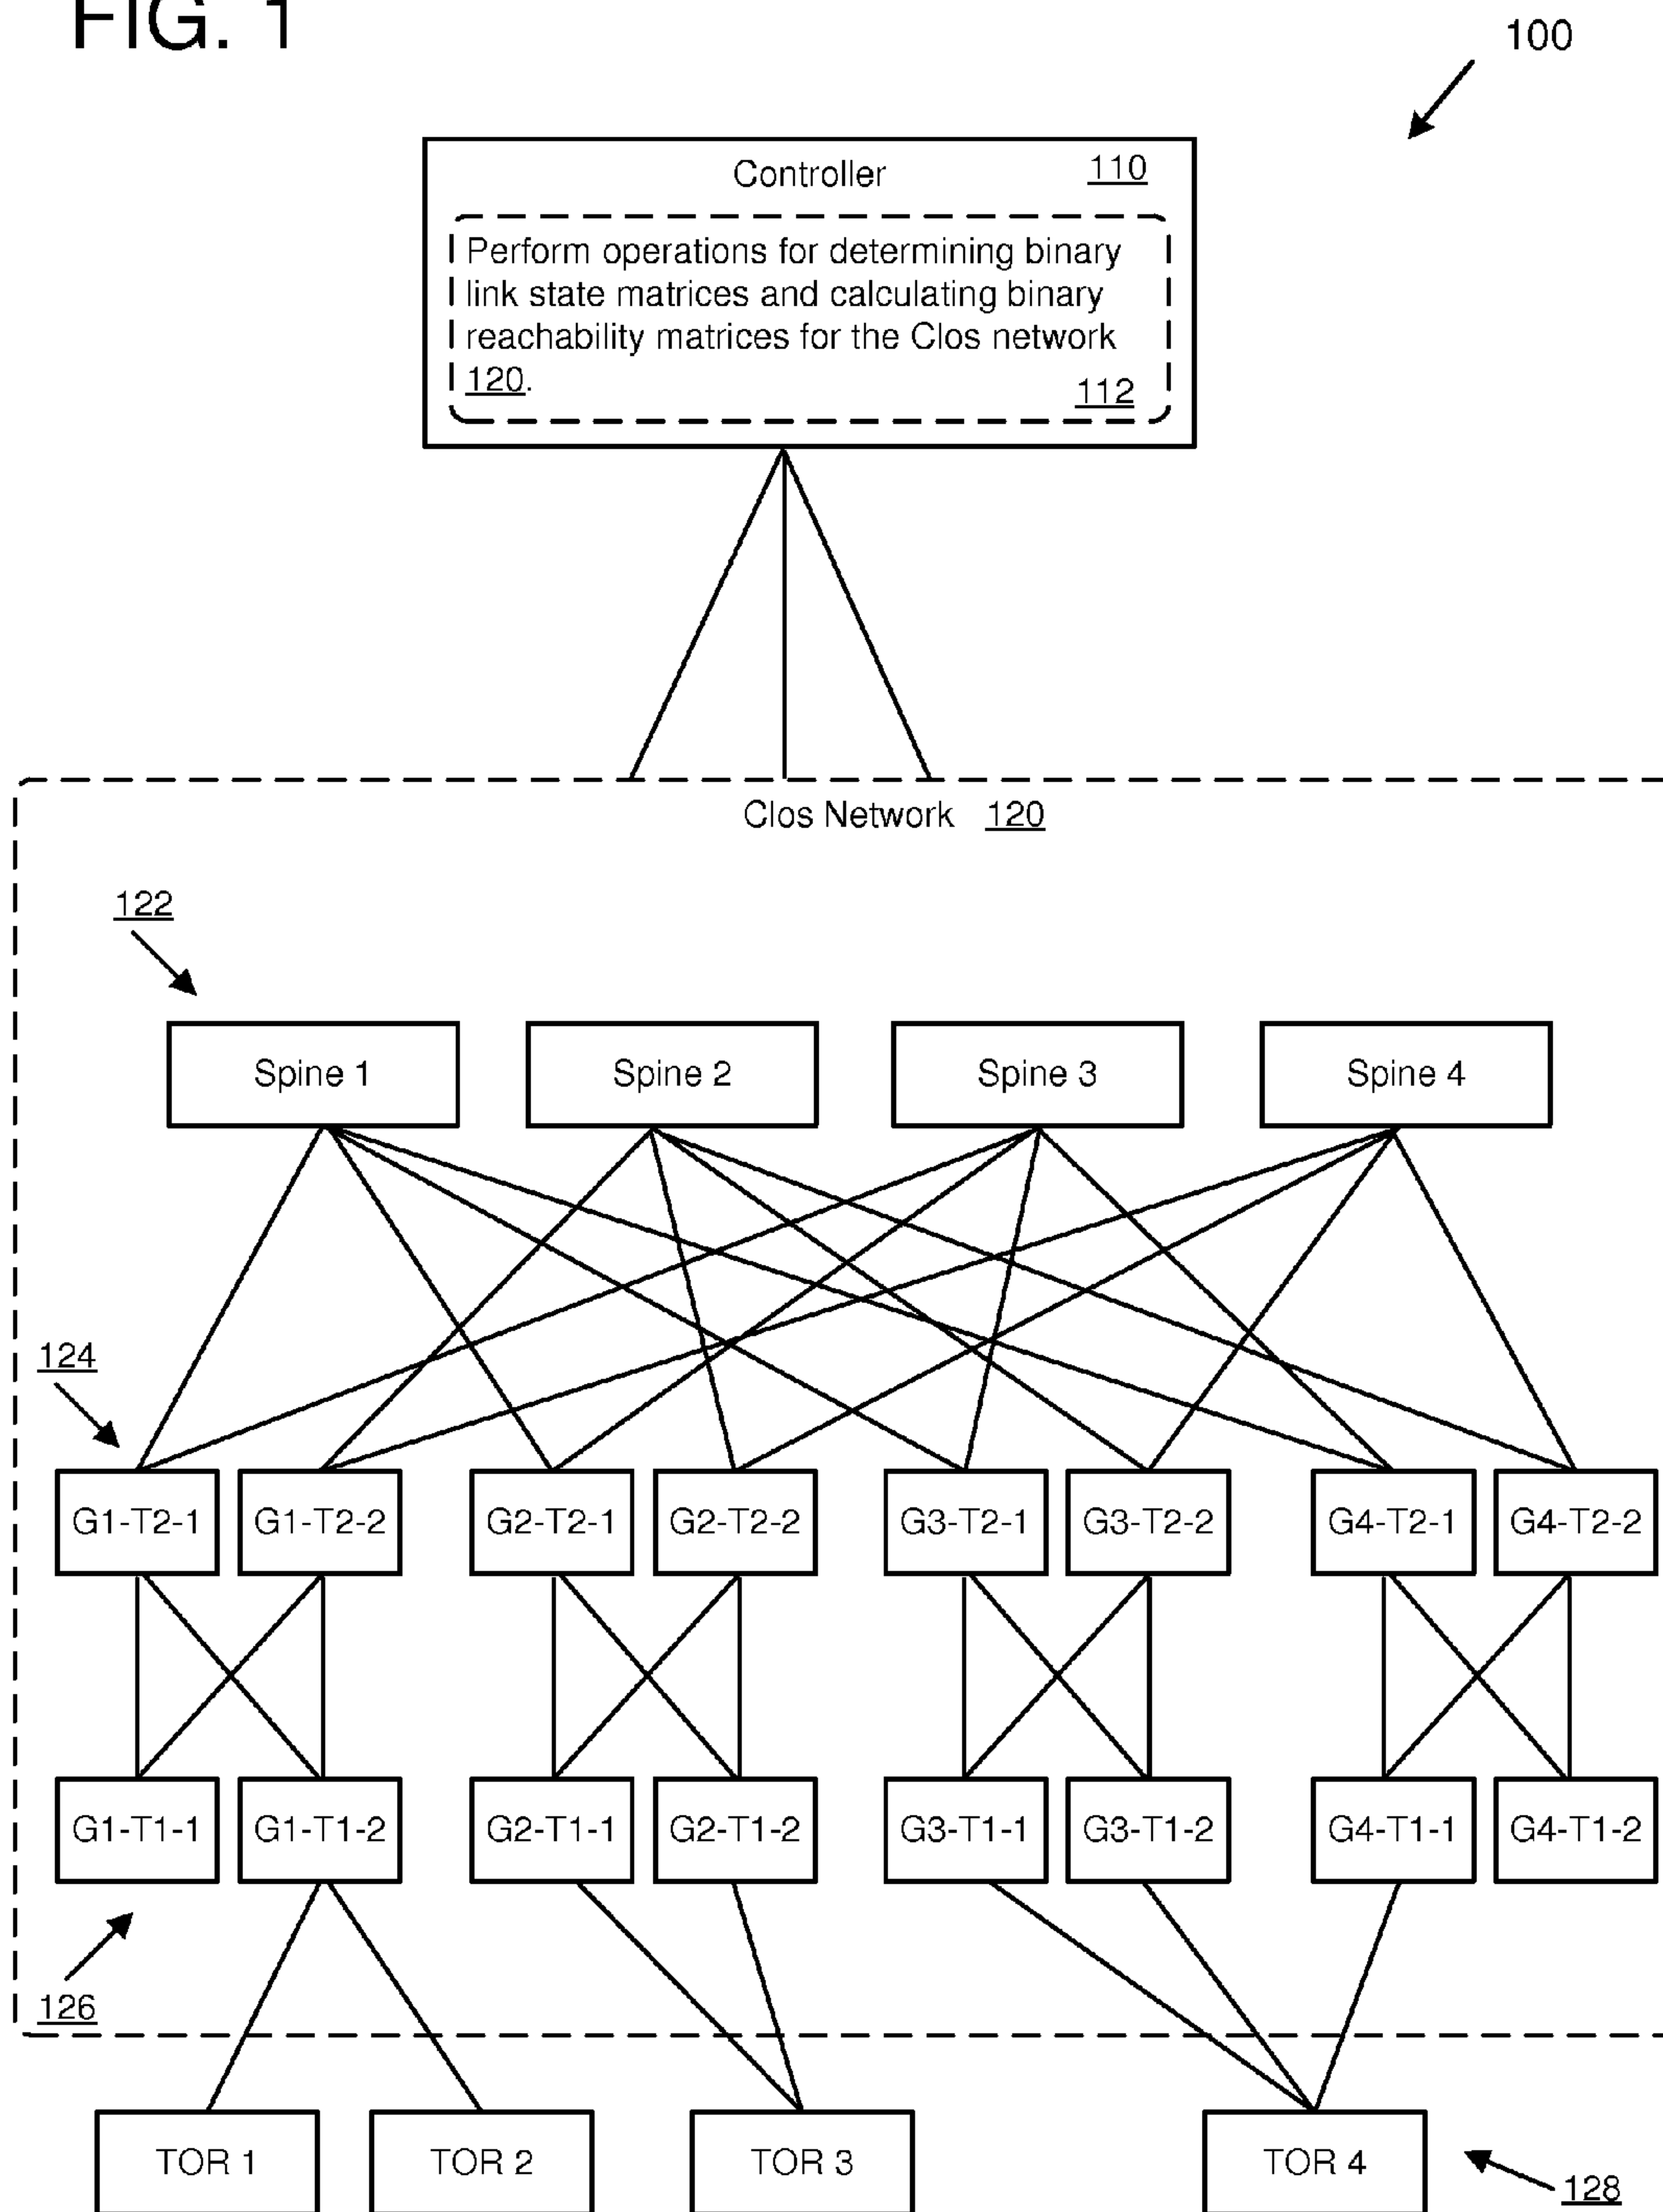 FIG. 1
100
Controller 110
Perform operations for determining binary
link state matrices and calculating binary
reachability matrices for the Clos network
120.
112
Clos Network 120
122
Spine 1 Spine 2 Spine 3 Spine 4
124
G1-T2-1 G1-T2-2 G2-T2-1 G2-T2-2 G3-T2-1 G3-T2-2 G4-T2-1 G4-T2-2
G1-T1-1 G1-T1-2 G2-T1-1 G2-T1-2 G3-T1-1 G3-T1-2 G4-T1-1 G4-T1-2
126
TOR 1 TOR 2 TOR 3 TOR 4
128